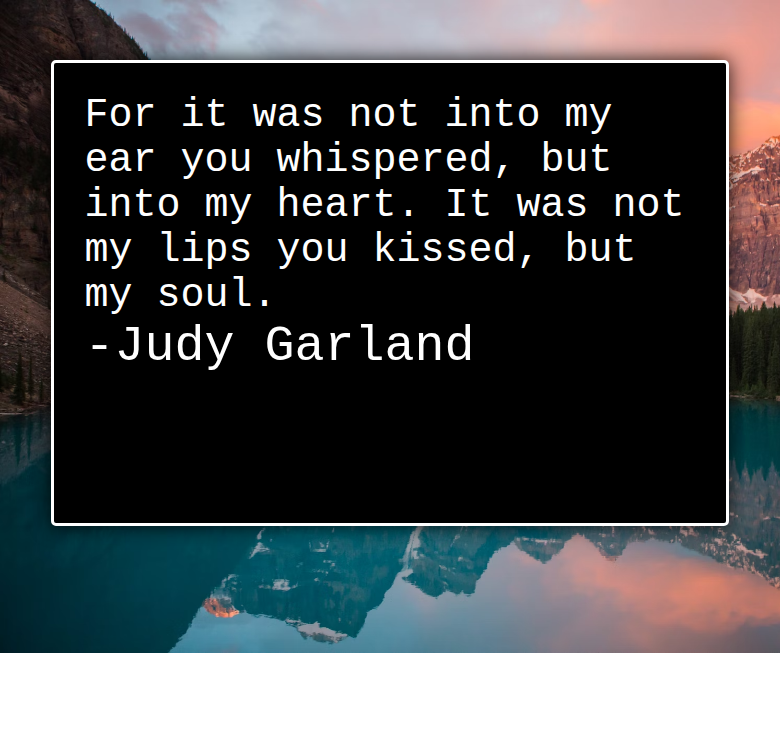 For it was not into my
ear you whispered, but
into my heart. It was not
my lips you kissed, but
my soul.
-Judy Garland